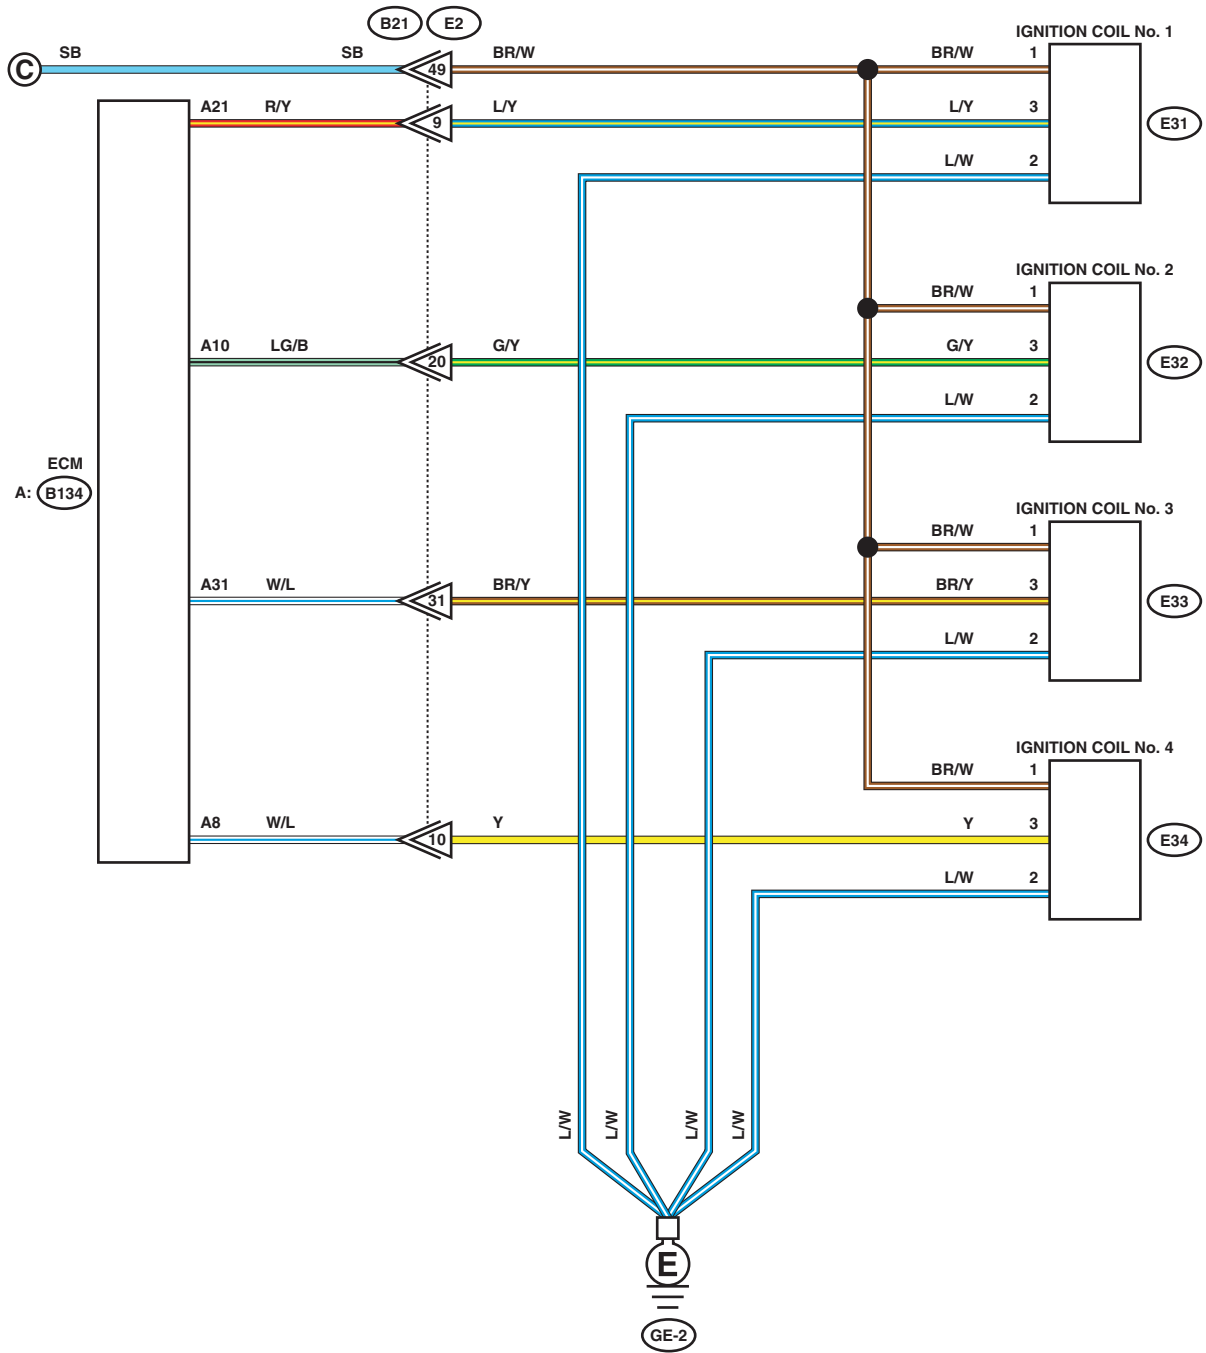 B21 E2
IGNITION COIL No. 1
C SB SB 49 BR/W BR/W 1
A21 R/Y 9 L/Y L/Y 3
E31
L/W 2
IGNITION COIL No. 2
BR/W 1
A10 LG/B 20 G/Y G/Y 3
E32
L/W 2
ECM
A: B134
IGNITION COIL No. 3
BR/W 1
A31 W/L 31 BR/Y BR/Y 3
E33
L/W 2
IGNITION COIL No. 4
BR/W 1
A8 W/L 10 Y Y 3
E34
L/W 2
L/W L/W L/W L/W
E
GE-2